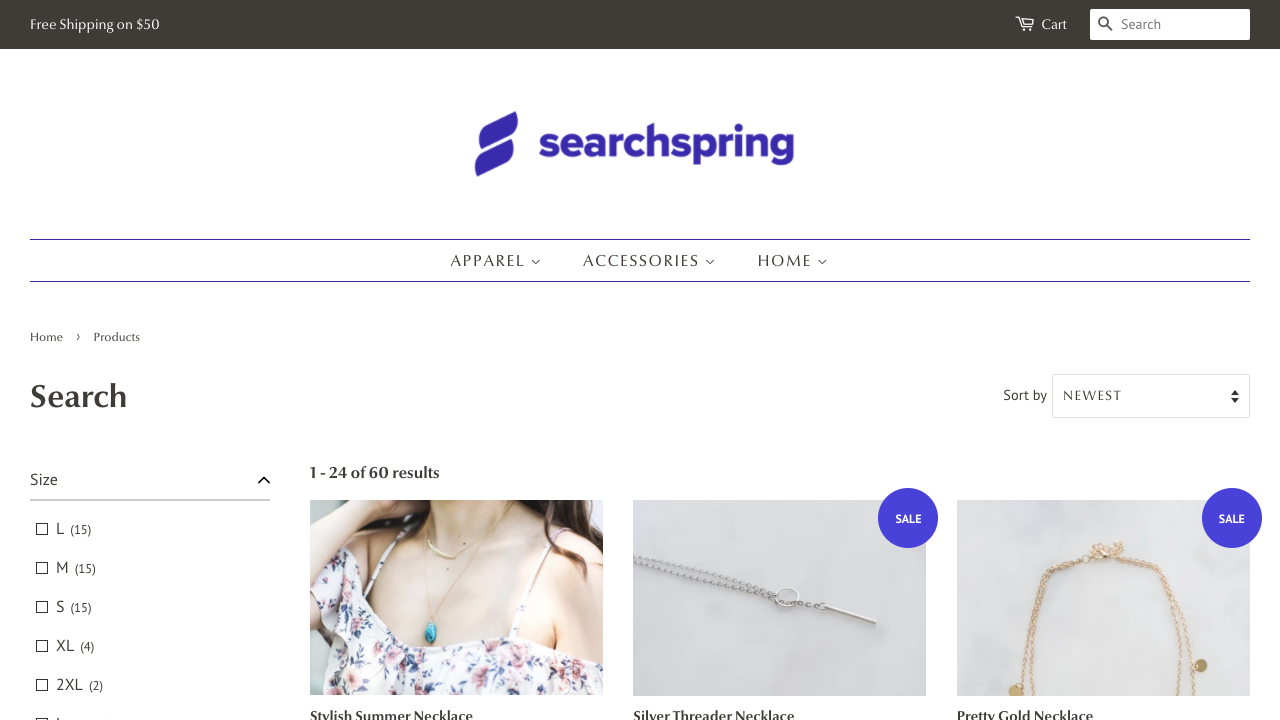 Free Shipping on $50
Cart
Search
searchspring
APPAREL
ACCESSORIES
HOME
Home › Products
Search
Sort by
NEWEST
Size
L (15)
M (15)
S (15)
XL (4)
2XL (2)
1 - 24 of 60 results
SALE
SALE
Stylish Summer Necklace
Silver Threader Necklace
Pretty Gold Necklace